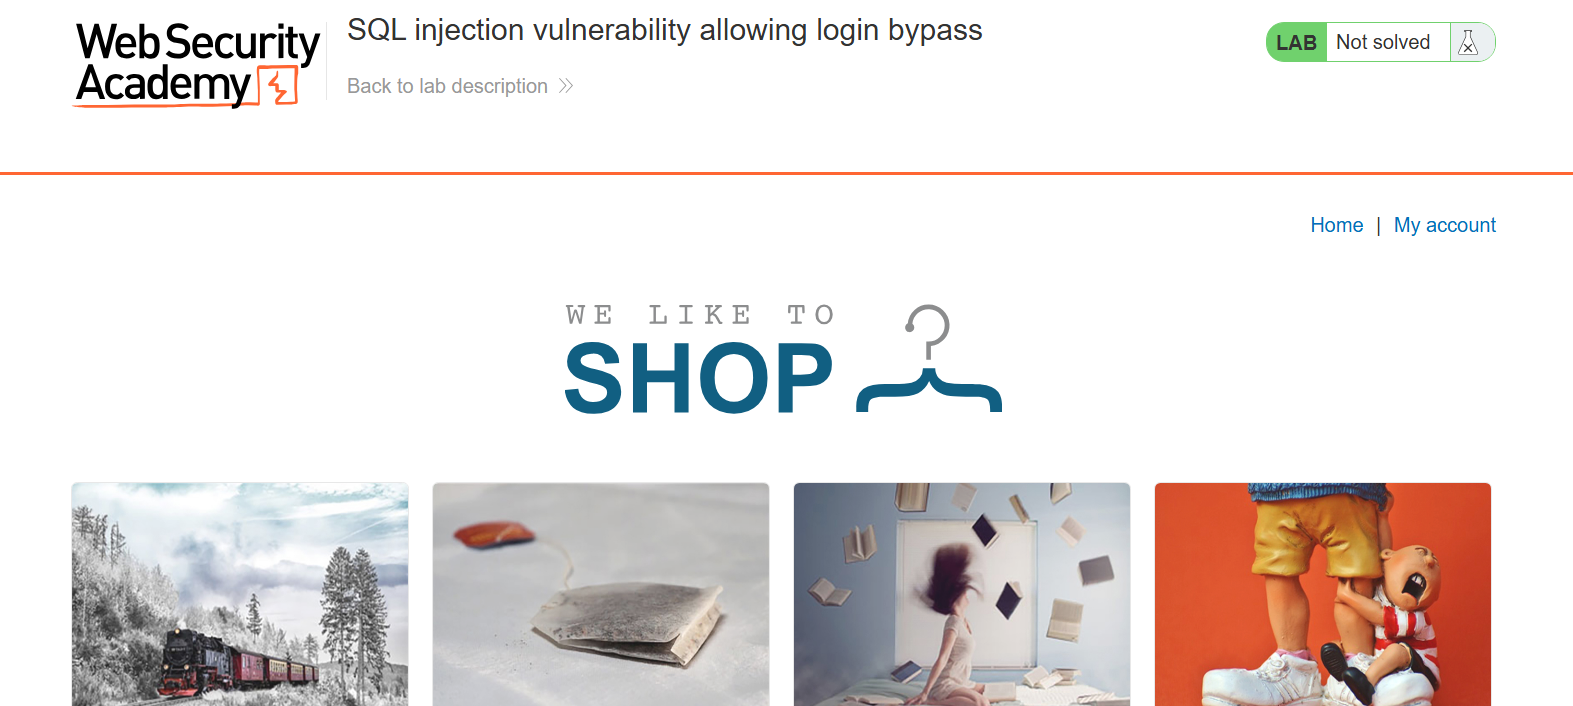 Web Security
Academy
SQL injection vulnerability allowing login bypass
Back to lab description
LAB Not solved
Home | My account
WE LIKE TO
SHOP